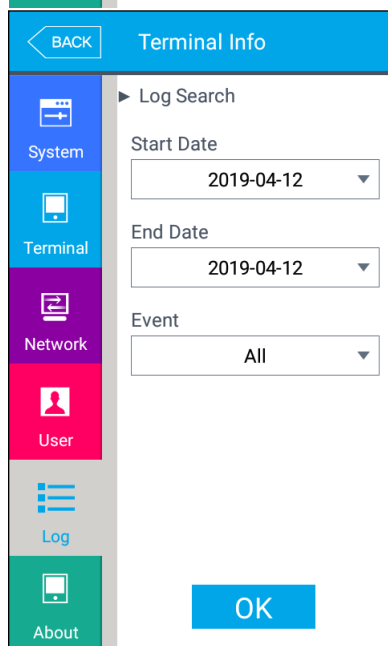 BACK
Terminal Info
System
Terminal
Network
User
Log
About
► Log Search
Start Date
2019-04-12
End Date
2019-04-12
Event
All
OK